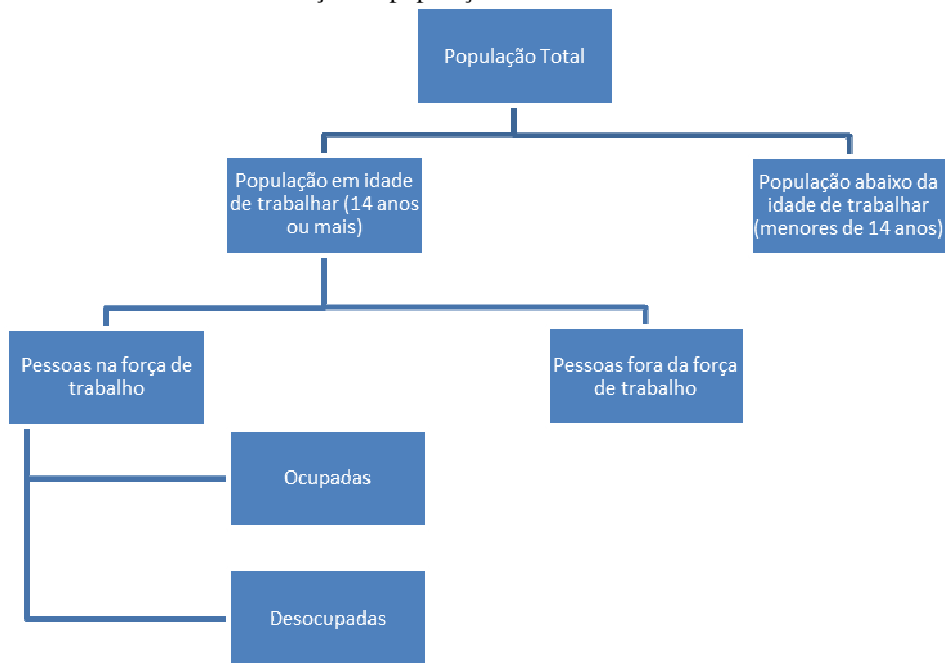 População Total
População em idade
de trabalhar (14 anos
ou mais)
População abaixo da
idade de trabalhar
(menores de 14 anos)
Pessoas na força de
trabalho
Pessoas fora da força
de trabalho
Ocupadas
Desocupadas